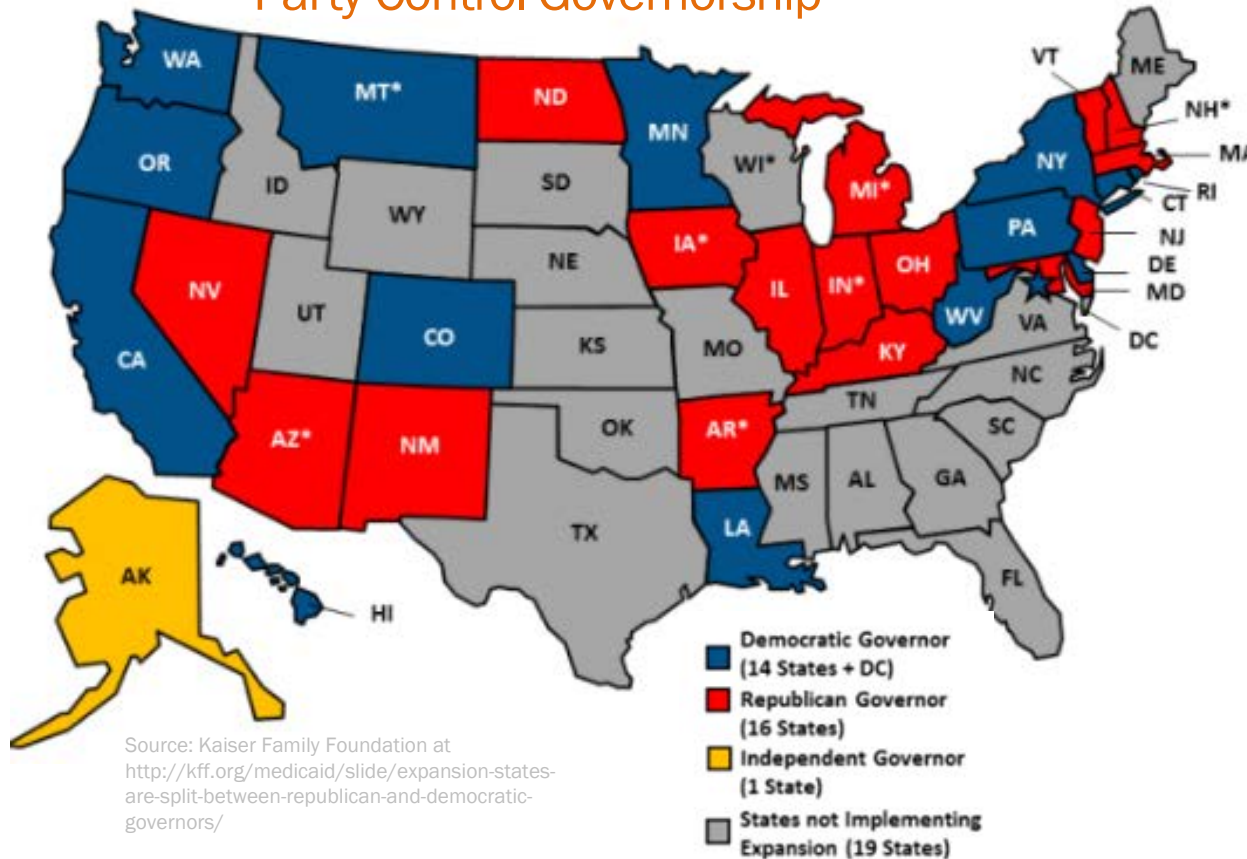 Party Control Governorship
WA
MT*
ND
MN
VT
ME
NH*
MA
OR
ID
SD
WI*
MI*
NY
RI
CT
WY
IA*
NE
PA
NJ
DE
MD
NV
UT
CO
IL
IN*
OH
WV
VA
DC
CA
KS
MO
KY
NC
TN
AZ*
NM
OK
AR*
SC
MS
AL
GA
TX
LA
AK
HI
FL
Democratic Governor
(14 States + DC)
Republican Governor
(16 States)
Independent Governor
(1 State)
States not Implementing
Expansion (19 States)
Source: Kaiser Family Foundation at
http://kff.org/medicaid/slide/expansion-states-
are-split-between-republican-and-democratic-
governors/